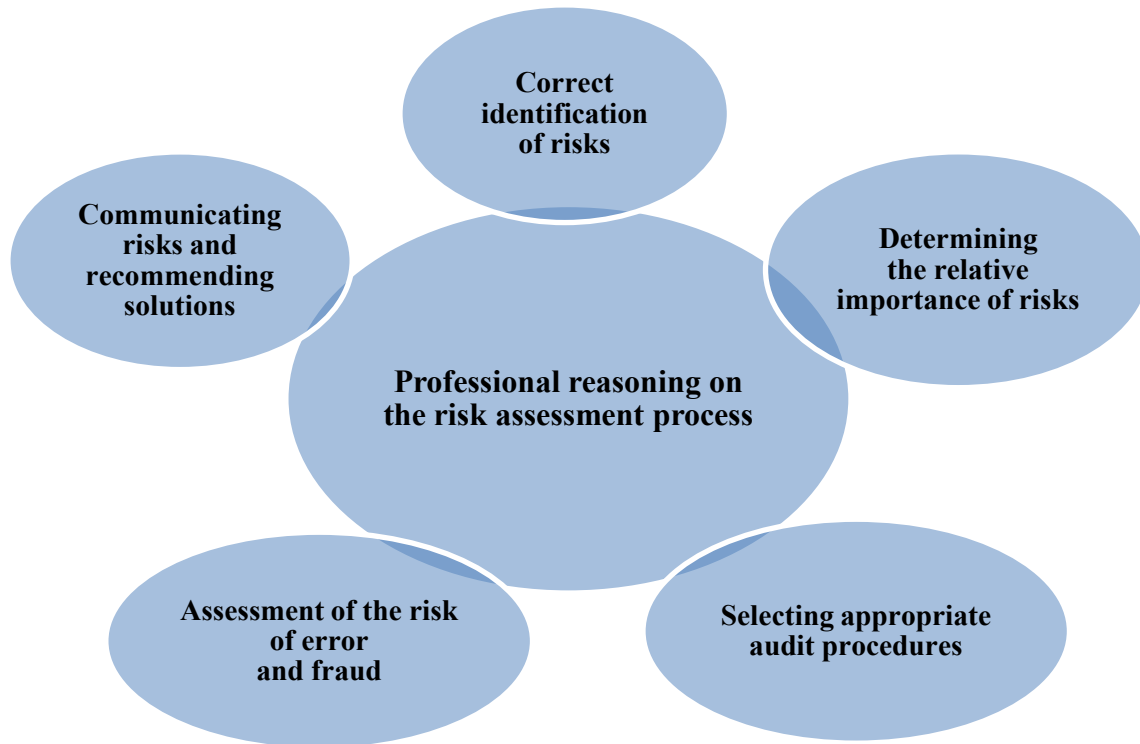 Correct
identification
of risks
Communicating
risks and
recommending
solutions
Determining
the relative
importance of risks
Professional reasoning on
the risk assessment process
Assessment of the risk
of error
and fraud
Selecting appropriate
audit procedures